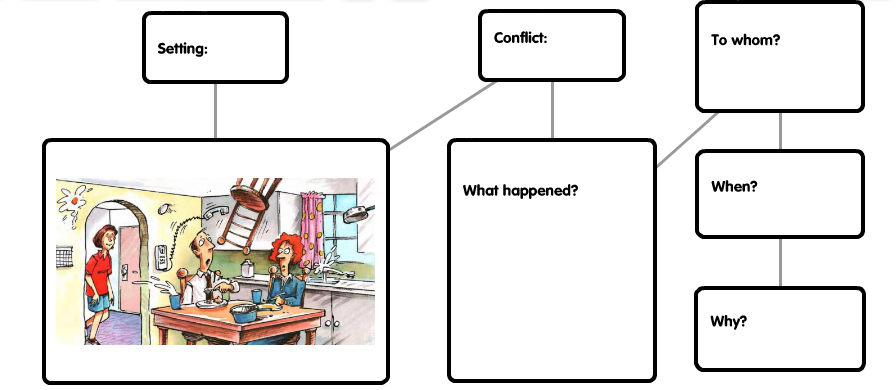 Setting:
Conflict:
To whom?
What happened?
When?
Why?